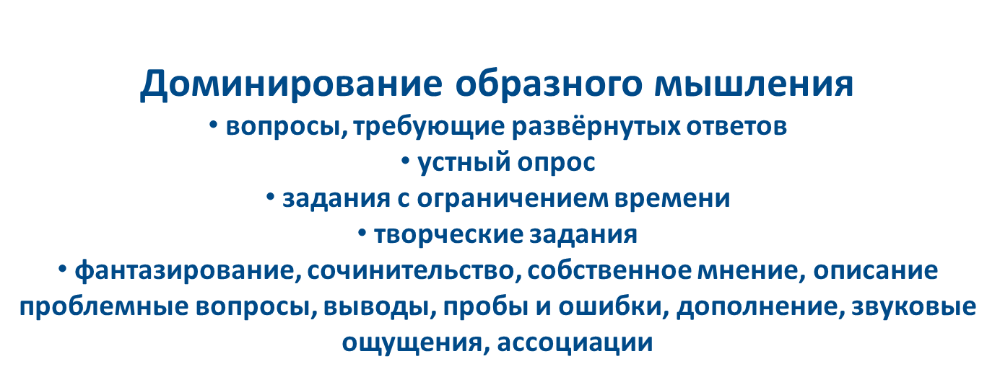 Доминирование образного мышления
• вопросы, требующие развёрнутых ответов
• устный опрос
• задания с ограничением времени
• творческие задания
• фантазирование, сочинительство, собственное мнение, описание
проблемные вопросы, выводы, пробы и ошибки, дополнение, звуковые
ощущения, ассоциации